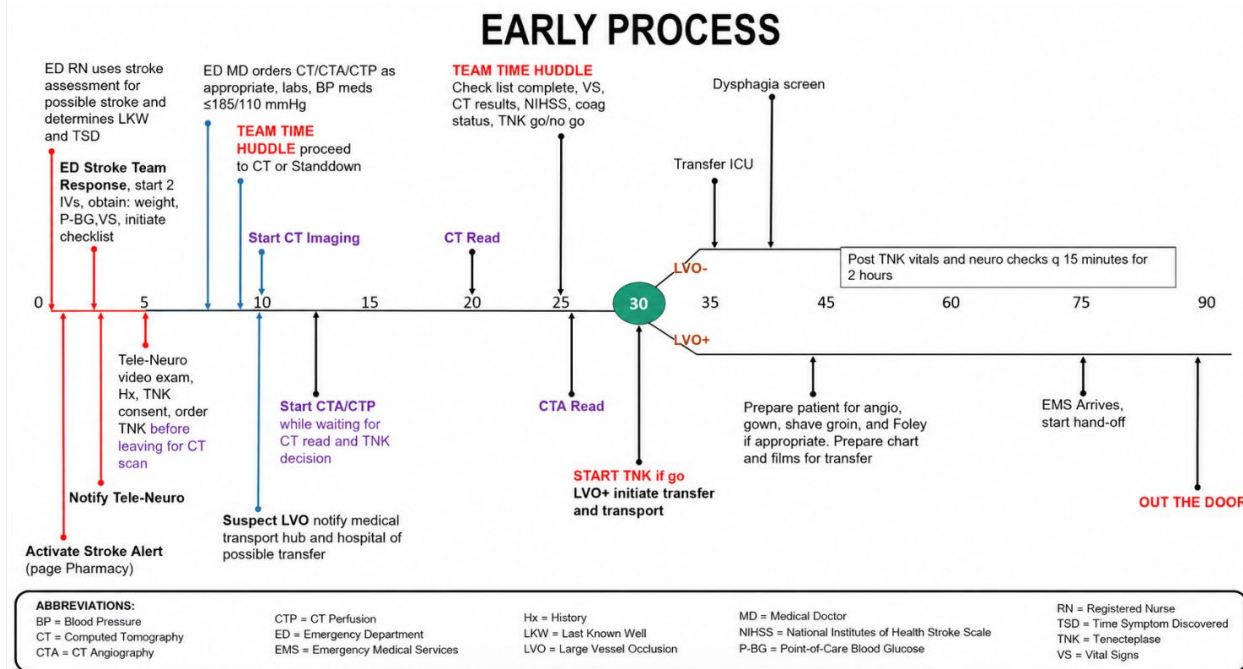 EARLY PROCESS
ED RN uses stroke
assessment for
possible stroke and
determines LKW
and TSD
ED Stroke Team
Response, start 2
IVs, obtain: weight,
P-BG,VS, initiate
checklist
ED MD orders CT/CTA/CTP as
appropriate, labs, BP meds
≤185/110 mmHg
TEAM TIME
HUDDLE proceed
to CT or Standdown
Start CT Imaging
CT Read
TEAM TIME HUDDLE
Check list complete, VS,
CT results, NIHSS, coag
status, TNK go/no go
Dysphagia screen
Transfer ICU
LVO-
Post TNK vitals and neuro checks q 15 minutes for
2 hours
0 5 10 15 20 25 30 35 45 60 75 90
LVO+
Tele-Neuro
video exam,
Hx, TNK
consent, order
TNK before
leaving for CT
scan
Notify Tele-Neuro
Activate Stroke Alert
(page Pharmacy)
Start CTA/CTP
while waiting for
CT read and TNK
decision
Suspect LVO notify medical
transport hub and hospital of
possible transfer
CTA Read
START TNK if go
LVO+ initiate transfer
and transport
Prepare patient for angio,
gown, shave groin, and Foley
if appropriate. Prepare chart
and films for transfer
EMS Arrives,
start hand-off
OUT THE DOOR
ABBREVIATIONS:
BP = Blood Pressure
CT = Computed Tomography
CTA = CT Angiography
CTP = CT Perfusion
ED = Emergency Department
EMS = Emergency Medical Services
Hx = History
LKW = Last Known Well
LVO = Large Vessel Occlusion
MD = Medical Doctor
NIHSS = National Institutes of Health Stroke Scale
P-BG = Point-of-Care Blood Glucose
RN = Registered Nurse
TSD = Time Symptom Discovered
TNK = Tenecteplase
VS = Vital Signs